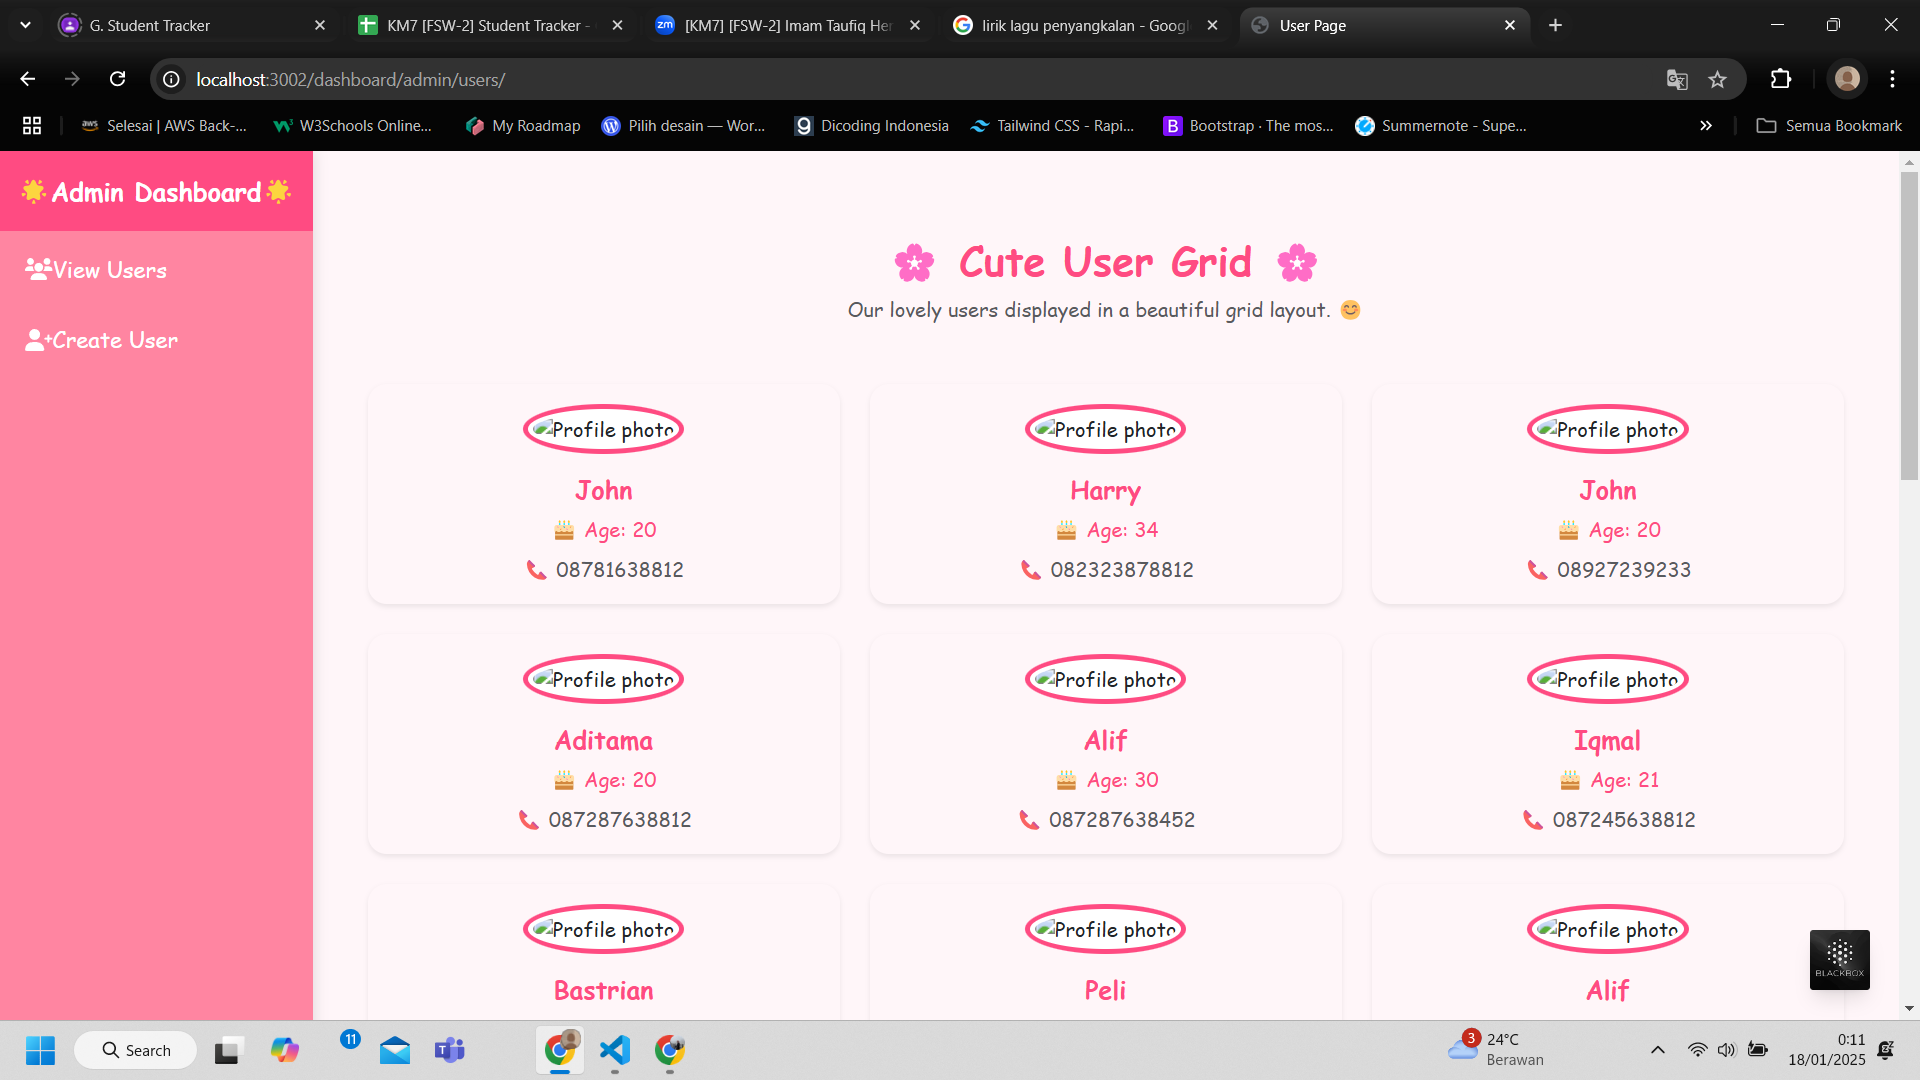 G. Student Tracker
KM7 [FSW-2] Student Tracker -
zm
[KM7] [FSW-2] Imam Taufiq Her
lirik lagu penyangkalan - Googl
User Page
localhost:3002/dashboard/admin/users/
aws
Selesai | AWS Back-...
W3Schools Online...
My Roadmap
Pilih desain — Wor...
Dicoding Indonesia
Tailwind CSS - Rapi...
B
Bootstrap · The mos...
Summernote - Supe...
Semua Bookmark
🌟Admin Dashboard🌟
View Users
Create User
🌸 Cute User Grid 🌸
Our lovely users displayed in a beautiful grid layout. 😊
Profile photo
John
🎂 Age: 20
📞 08781638812
Profile photo
Harry
🎂 Age: 34
📞 082323878812
Profile photo
John
🎂 Age: 20
📞 08927239233
Profile photo
Aditama
🎂 Age: 20
📞 087287638812
Profile photo
Alif
🎂 Age: 30
📞 087287638452
Profile photo
Iqmal
🎂 Age: 21
📞 087245638812
Profile photo
Bastrian
Profile photo
Peli
Profile photo
Alif
BLACKBOX
Search
11
3
24°C
Berawan
0:11
18/01/2025